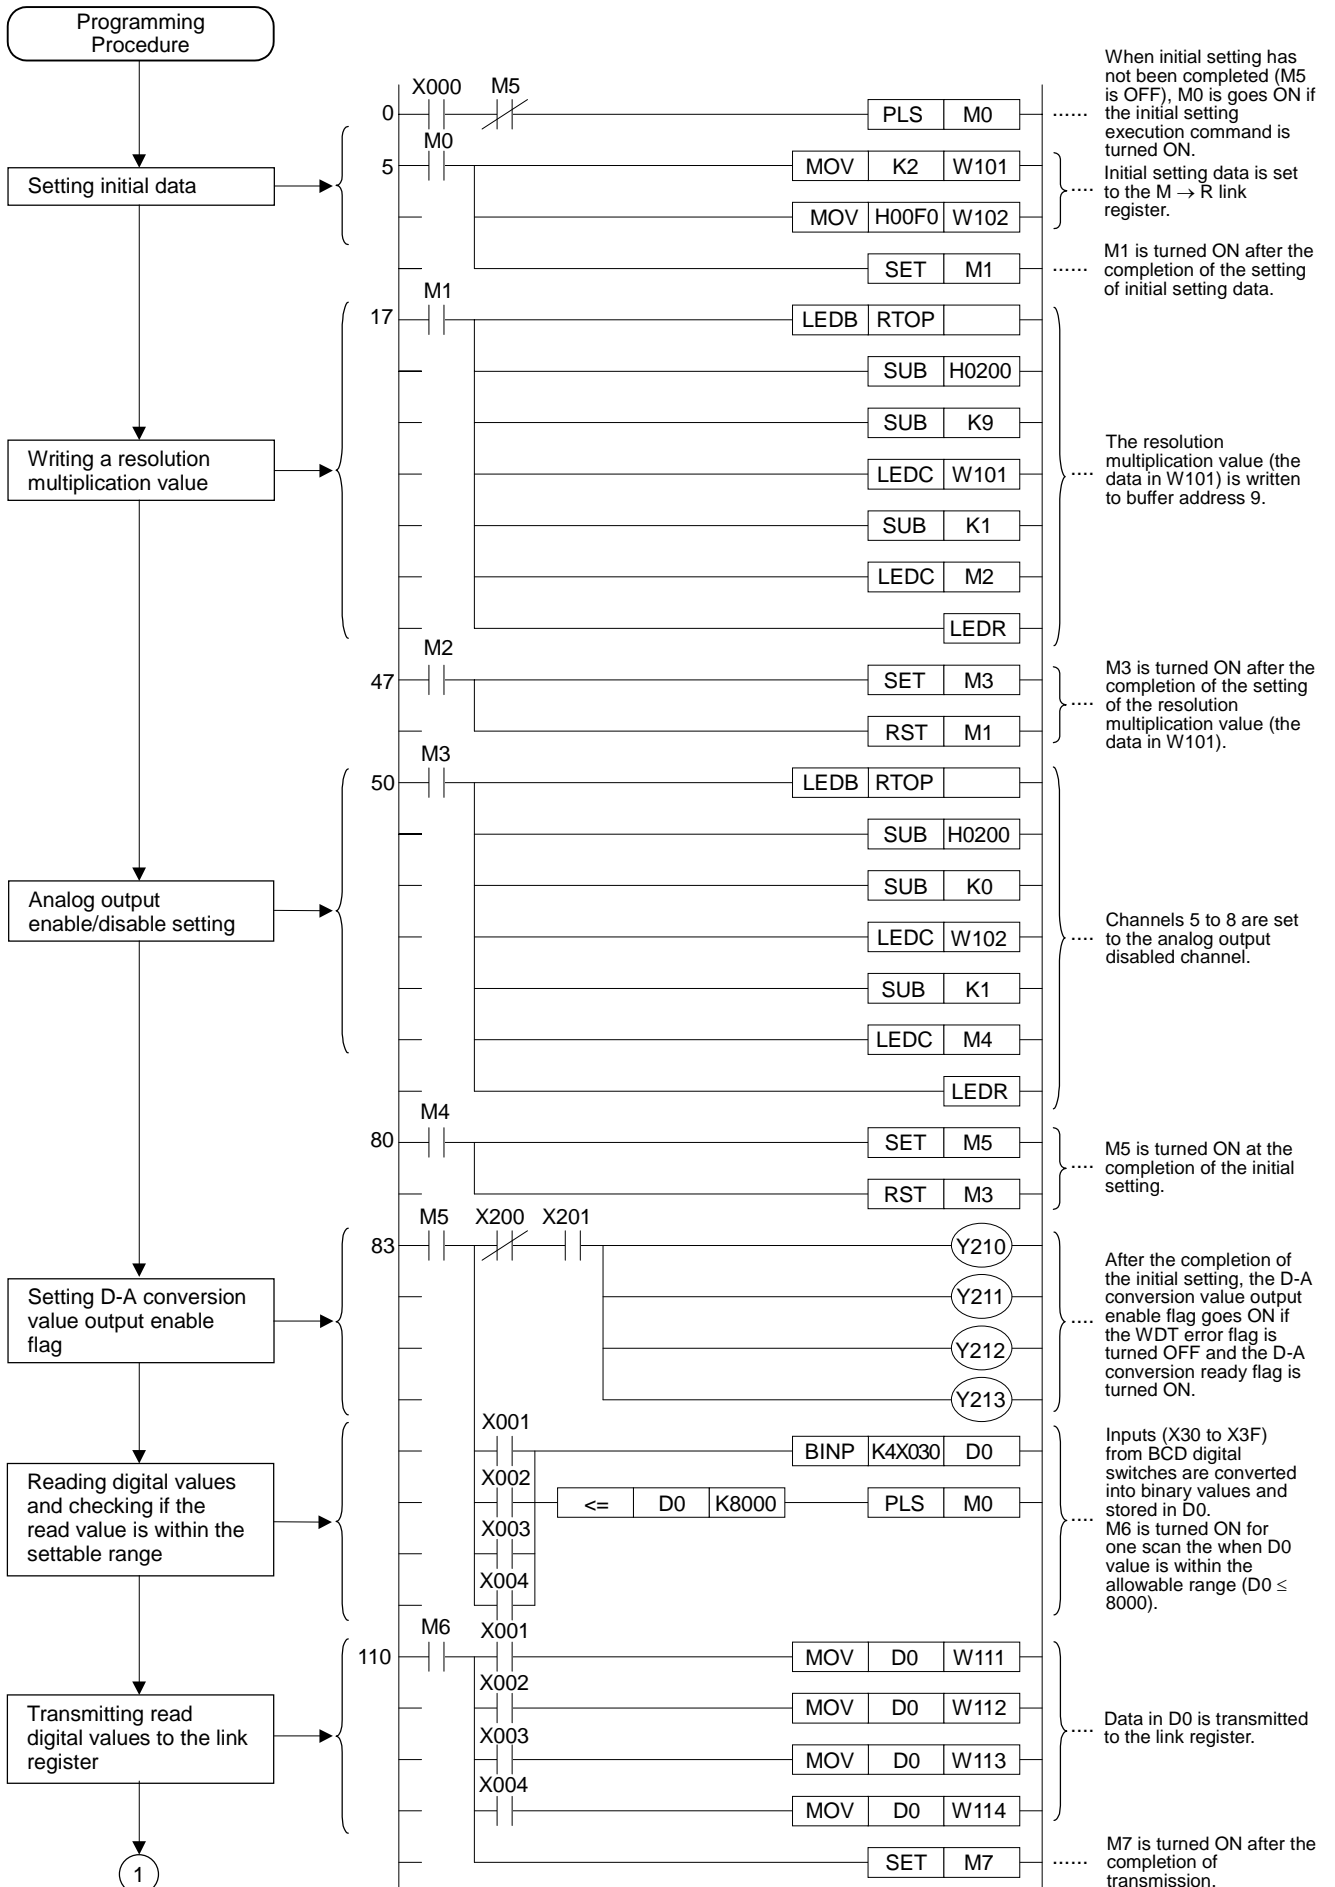 Programming
Procedure
X000 M5
0 PLS M0
When initial setting has
not been completed (M5
is OFF), M0 is goes ON if
the initial setting
execution command is
turned ON.
Setting initial data
M0
5 MOV K2 W101
MOV H00F0 W102
Initial setting data is set
to the M → R link
register.
SET M1
M1 is turned ON after the
completion of the setting
of initial setting data.
Writing a resolution
multiplication value
M1
17 LEDB RTOP
SUB H0200
SUB K9
LEDC W101
SUB K1
LEDC M2
LEDR
The resolution
multiplication value (the
data in W101) is written
to buffer address 9.
M2
47 SET M3
RST M1
M3 is turned ON after the
completion of the setting
of the resolution
multiplication value (the
data in W101).
Analog output
enable/disable setting
M3
50 LEDB RTOP
SUB H0200
SUB K0
LEDC W102
SUB K1
LEDC M4
LEDR
Channels 5 to 8 are set
to the analog output
disabled channel.
M4
80 SET M5
RST M3
M5 is turned ON at the
completion of the initial
setting.
Setting D-A conversion
value output enable
flag
M5 X200 X201
83 Y210
Y211
Y212
Y213
After the completion of
the initial setting, the D-A
conversion value output
enable flag goes ON if
the WDT error flag is
turned OFF and the D-A
conversion ready flag is
turned ON.
Reading digital values
and checking if the
read value is within the
settable range
X001
BINP K4X030 D0
X002
<= D0 K8000 PLS M0
X003
X004
Inputs (X30 to X3F)
from BCD digital
switches are converted
into binary values and
stored in D0.
M6 is turned ON for
one scan the when D0
value is within the
allowable range (D0 ≤
8000).
Transmitting read
digital values to the link
register
M6 X001
110 MOV D0 W111
X002
MOV D0 W112
X003
MOV D0 W113
X004
MOV D0 W114
Data in D0 is transmitted
to the link register.
SET M7
M7 is turned ON after the
completion of
transmission.
1